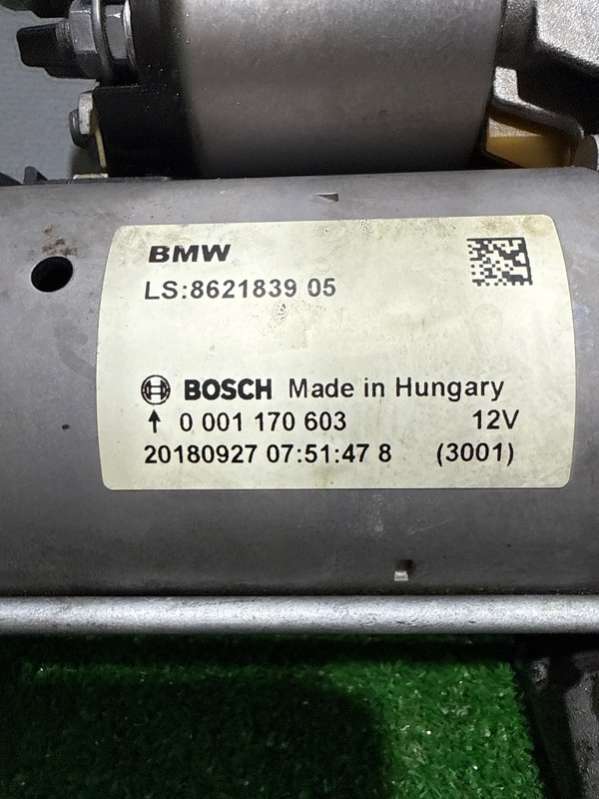 BMW
LS:8621839 05
BOSCH Made in Hungary
↑ 0 001 170 603 12V
20180927 07:51:47 8 (3001)